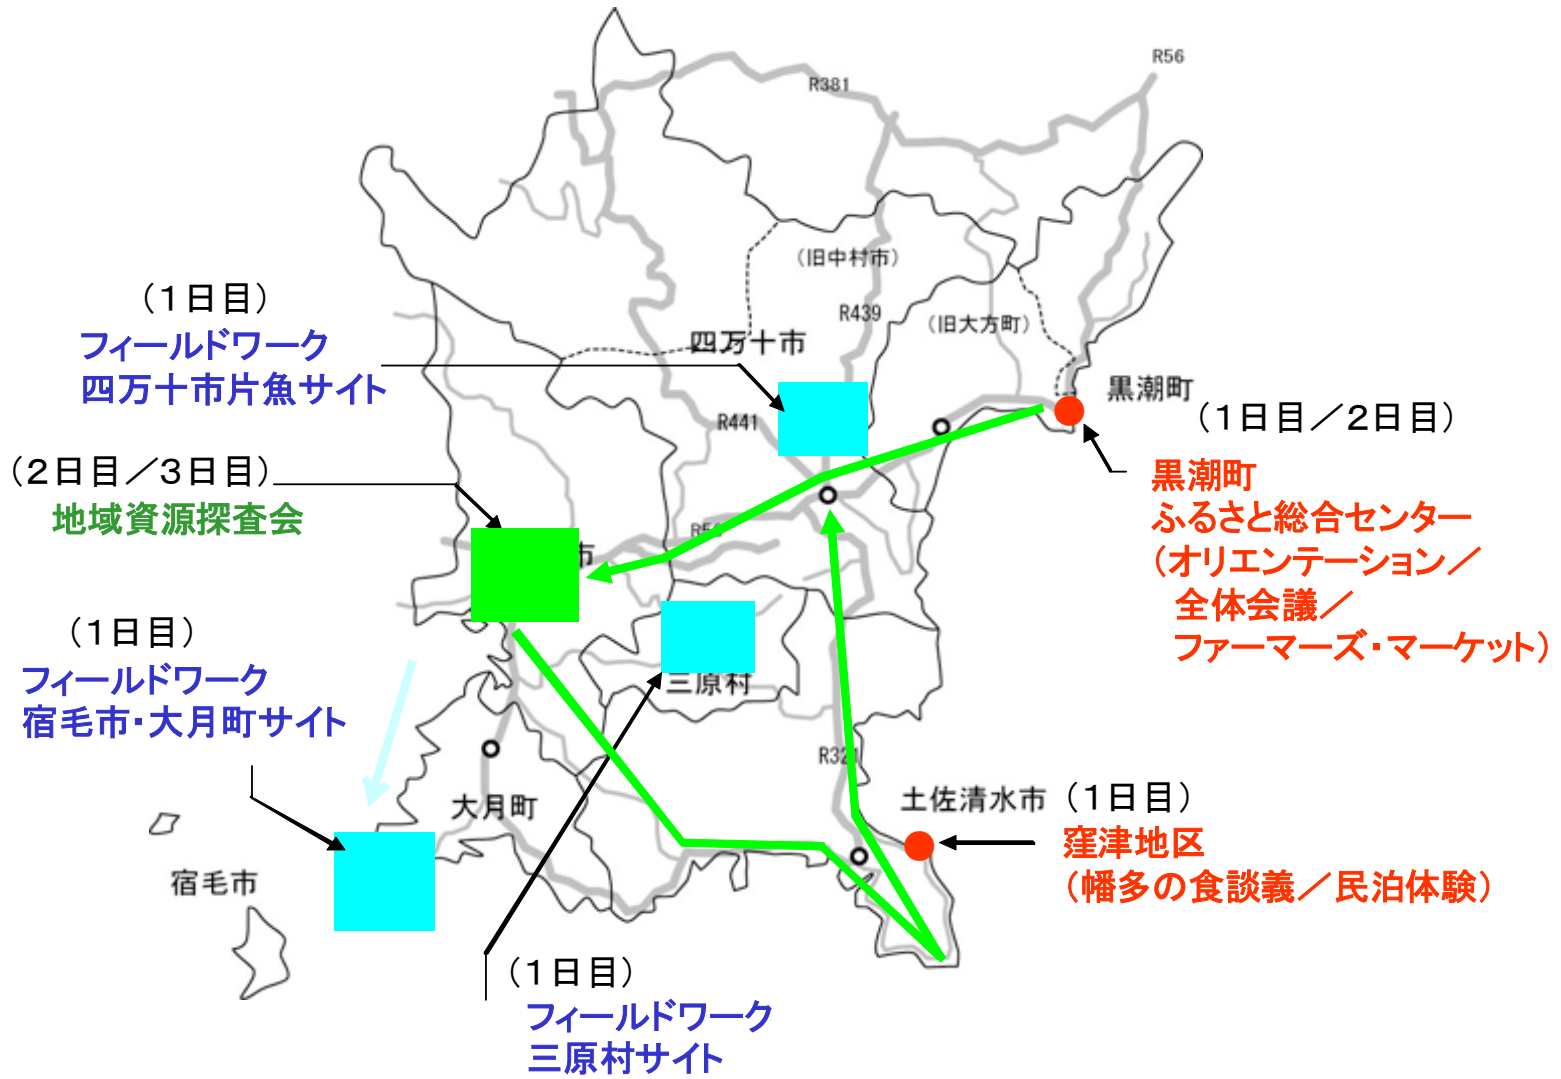 R56
R381
（旧中村市）
R439
（旧大方町）
（1日目）
フィールドワーク
四万十市片魚サイト
四万十市
黒潮町
（1日目／2日目）
黒潮町
ふるさと総合センター
（オリエンテーション／
全体会議／
ファーマーズ・マーケット）
R441
（2日目／3日目）
地域資源探査会
市
（1日目）
フィールドワーク
宿毛市・大月町サイト
三原村
R321
大月町
土佐清水市
（1日目）
窪津地区
（幡多の食談義／民泊体験）
宿毛市
（1日目）
フィールドワーク
三原村サイト